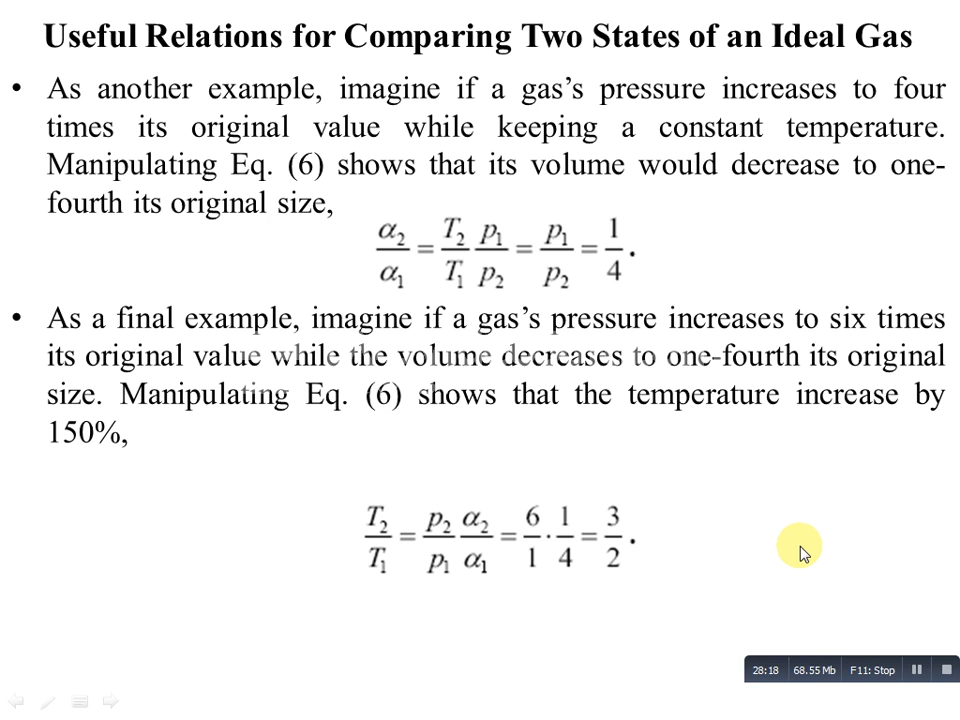 Useful Relations for Comparing Two States of an Ideal Gas
• As another example, imagine if a gas’s pressure increases to four
times its original value while keeping a constant temperature.
Manipulating Eq. (6) shows that its volume would decrease to one-
fourth its original size,
α₂/α₁ = T₂/T₁ p₁/p₂ = p₁/p₂ = 1/4.
• As a final example, imagine if a gas’s pressure increases to six times
its original value while the volume decreases to one-fourth its original
size. Manipulating Eq. (6) shows that the temperature increase by
150%,
T₂/T₁ = p₂/p₁ α₂/α₁ = 6/1 · 1/4 = 3/2.
28:18 68.55 Mb F11: Stop